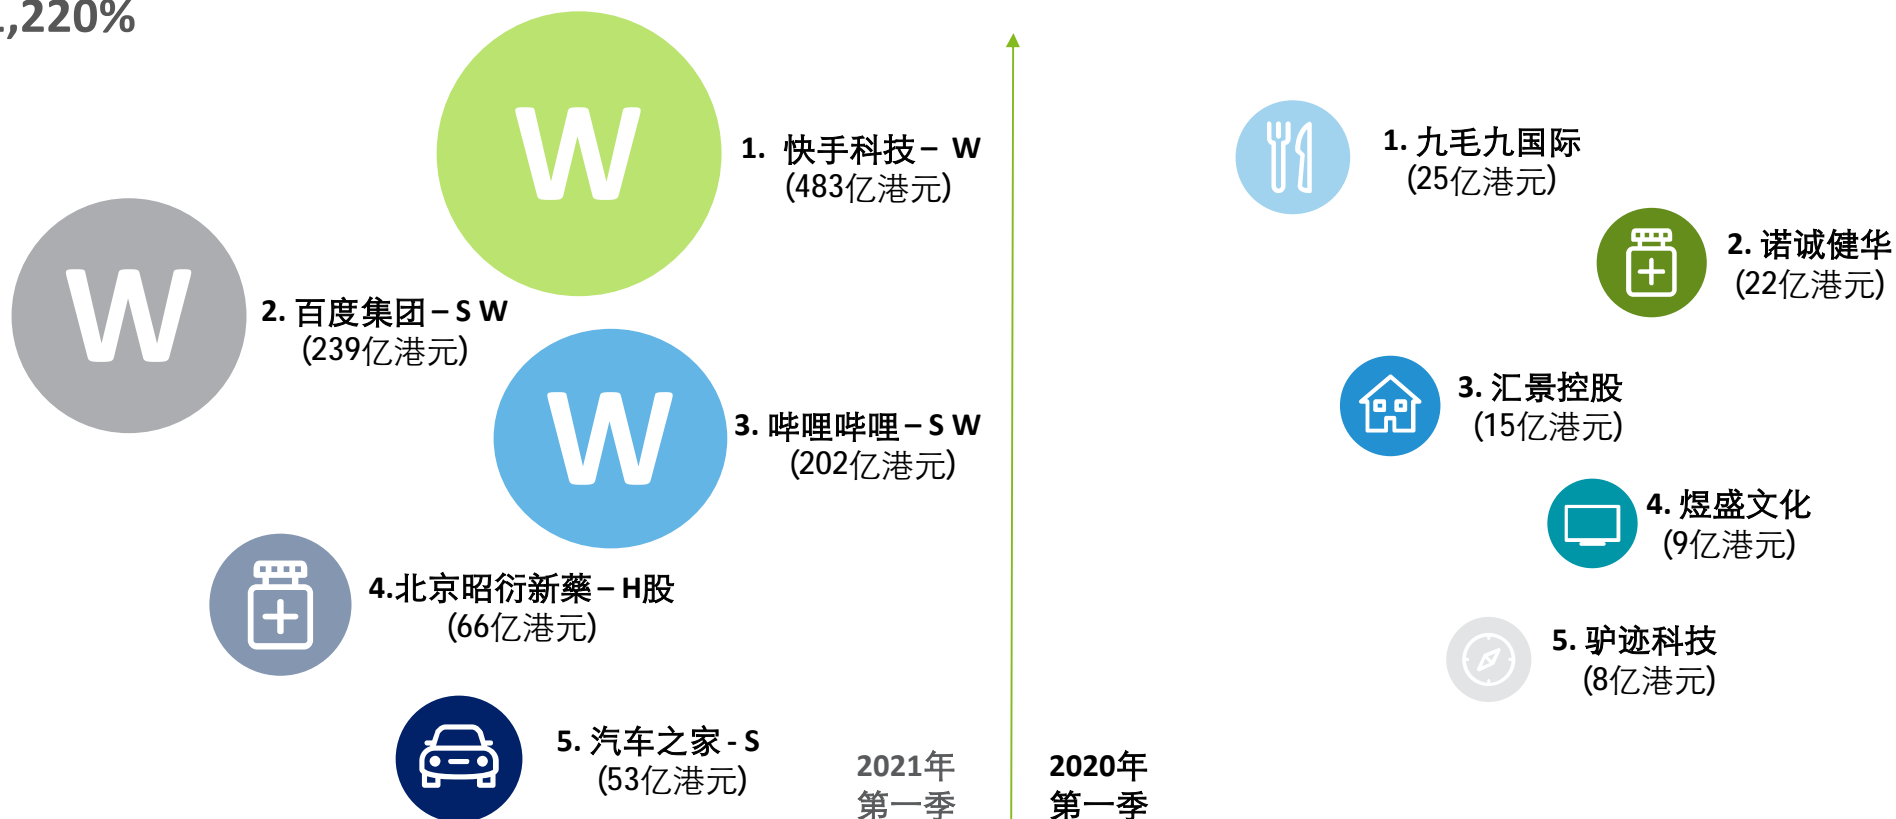 ,220%
W
1. 快手科技 – W
(483亿港元)
W
2. 百度集团 – S W
(239亿港元)
W
3. 哔哩哔哩 – S W
(202亿港元)
4.北京昭衍新藥 – H股
(66亿港元)
5. 汽车之家 - S
(53亿港元)
2021年
第一季
1. 九毛九国际
(25亿港元)
2. 诺诚健华
(22亿港元)
3. 汇景控股
(15亿港元)
4. 煜盛文化
(9亿港元)
5. 驴迹科技
(8亿港元)
2020年
第一季